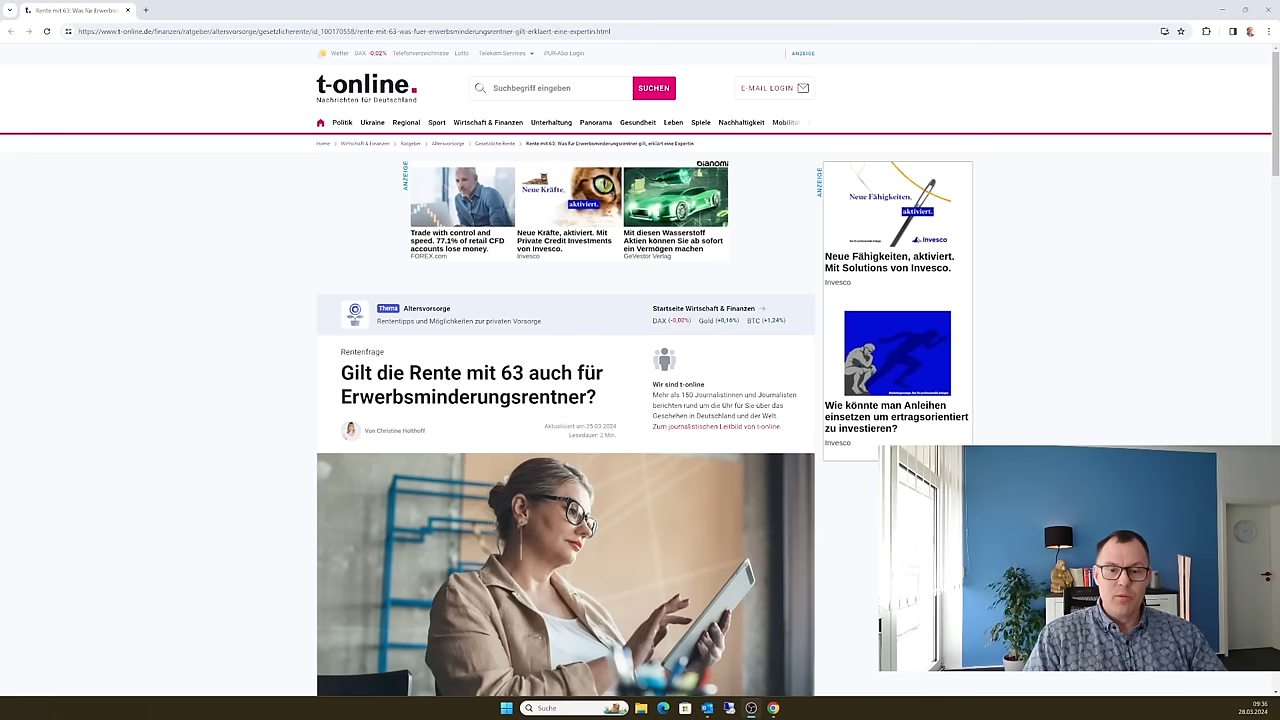 Rente mit 63: Was für Erwerbsm
https://www.t-online.de/finanzen/ratgeber/altersvorsorge/gesetzlicherente/id_100170558/rente-mit-63-was-fuer-erwerbsminderungsrentner-gilt-erklaert-eine-expertin.html
Wetter DAX -0,02% Telefonverzeichnisse Lotto Telekom Services PUR-Abo Login
ANZEIGE
t-online.
Nachrichten für Deutschland
Suchbegriff eingeben
SUCHEN
E-MAIL LOGIN
Politik Ukraine Regional Sport Wirtschaft & Finanzen Unterhaltung Panorama Gesundheit Leben Spiele Nachhaltigkeit Mobilität
Home > Wirtschaft & Finanzen > Ratgeber > Altersvorsorge > Gesetzliche Rente > Rente mit 63: Was für Erwerbsminderungsrentner gilt, erklärt eine Expertin
ANZEIGE
bianomi
Neue Kräfte,
aktiviert.
Trade with control and
speed. 77.1% of retail CFD
accounts lose money.
FOREX.com
Neue Kräfte, aktiviert. Mit
Private Credit Investments
von Invesco.
Invesco
Mit diesen Wasserstoff
Aktien können Sie ab sofort
ein Vermögen machen
GeVestor Verlag
ANZEIGE
Neue Fähigkeiten,
aktiviert.
Invesco
Neue Fähigkeiten, aktiviert.
Mit Solutions von Invesco.
Invesco
Wie könnte man Anleihen
einsetzen um ertragsorientiert
zu investieren?
Invesco
Thema Altersvorsorge
Rententipps und Möglichkeiten zur privaten Vorsorge
Startseite Wirtschaft & Finanzen →
DAX (-0,02%) Gold (+0,16%) BTC (+1,24%)
Rentenfrage
Gilt die Rente mit 63 auch für
Erwerbsminderungsrentner?
Von Christine Holthoff
Aktualisiert am 25.03.2024
Lesedauer: 2 Min.
Wir sind t-online
Mehr als 150 Journalistinnen und Journalisten
berichten rund um die Uhr für Sie über das
Geschehen in Deutschland und der Welt.
Zum journalistischen Leitbild von t-online.
Suche
09:36
28.03.2024